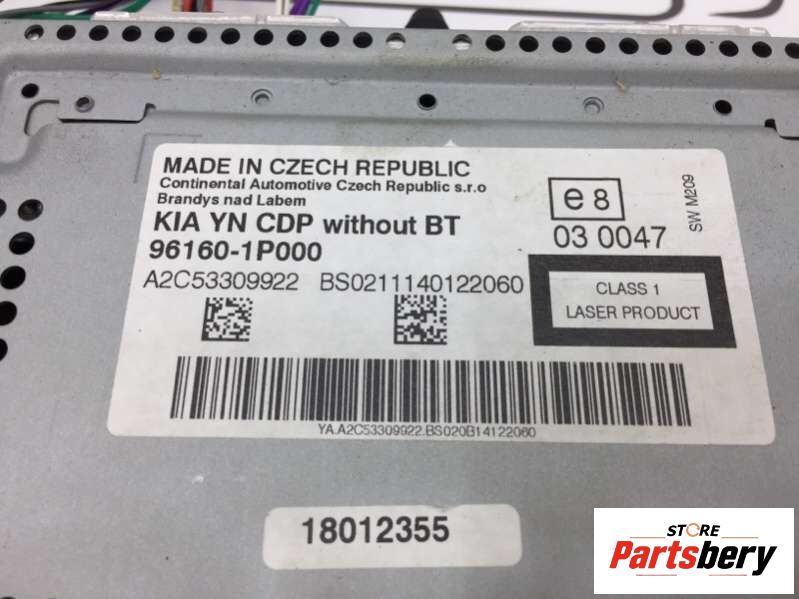 MADE IN CZECH REPUBLIC
Continental Automotive Czech Republic s.r.o
Brandys nad Labem
KIA YN CDP without BT
96160-1P000
A2C53309922 BS0211140122060
e8
03 0047
SW M209
CLASS 1
LASER PRODUCT
YA.A2C53309922.BS020B14122060
18012355
STORE
Partsbery